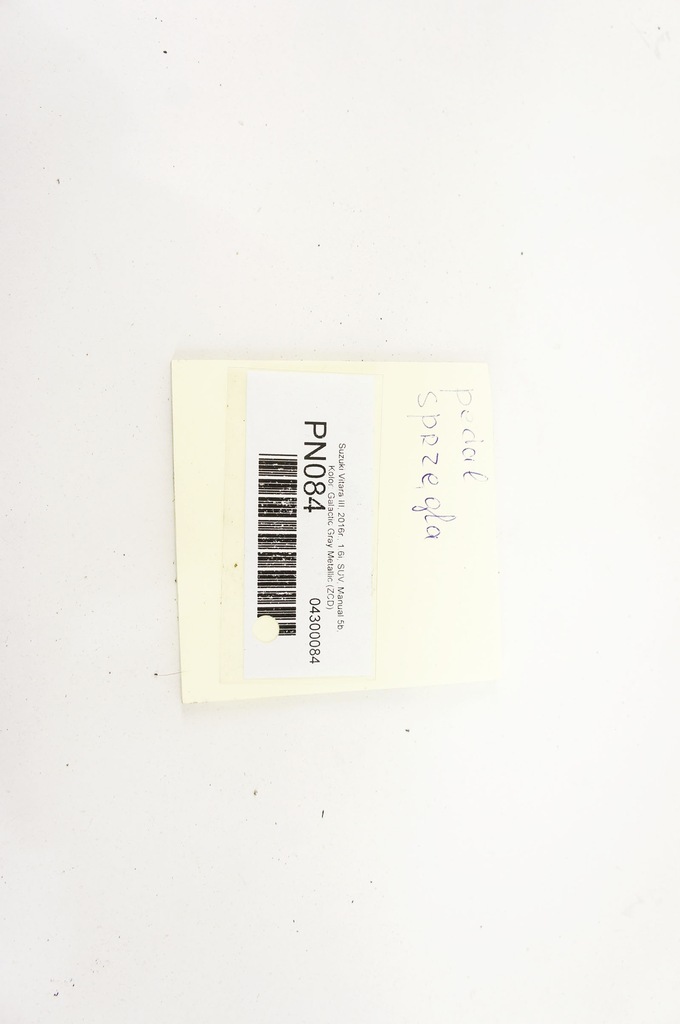 pedał
sprzęgła
Suzuki Vitara III, 2016r., 1.6i, SUV, Manual 5b,
Kolor: Galactic Gray Metallic (ZCD)
PN084
04300084